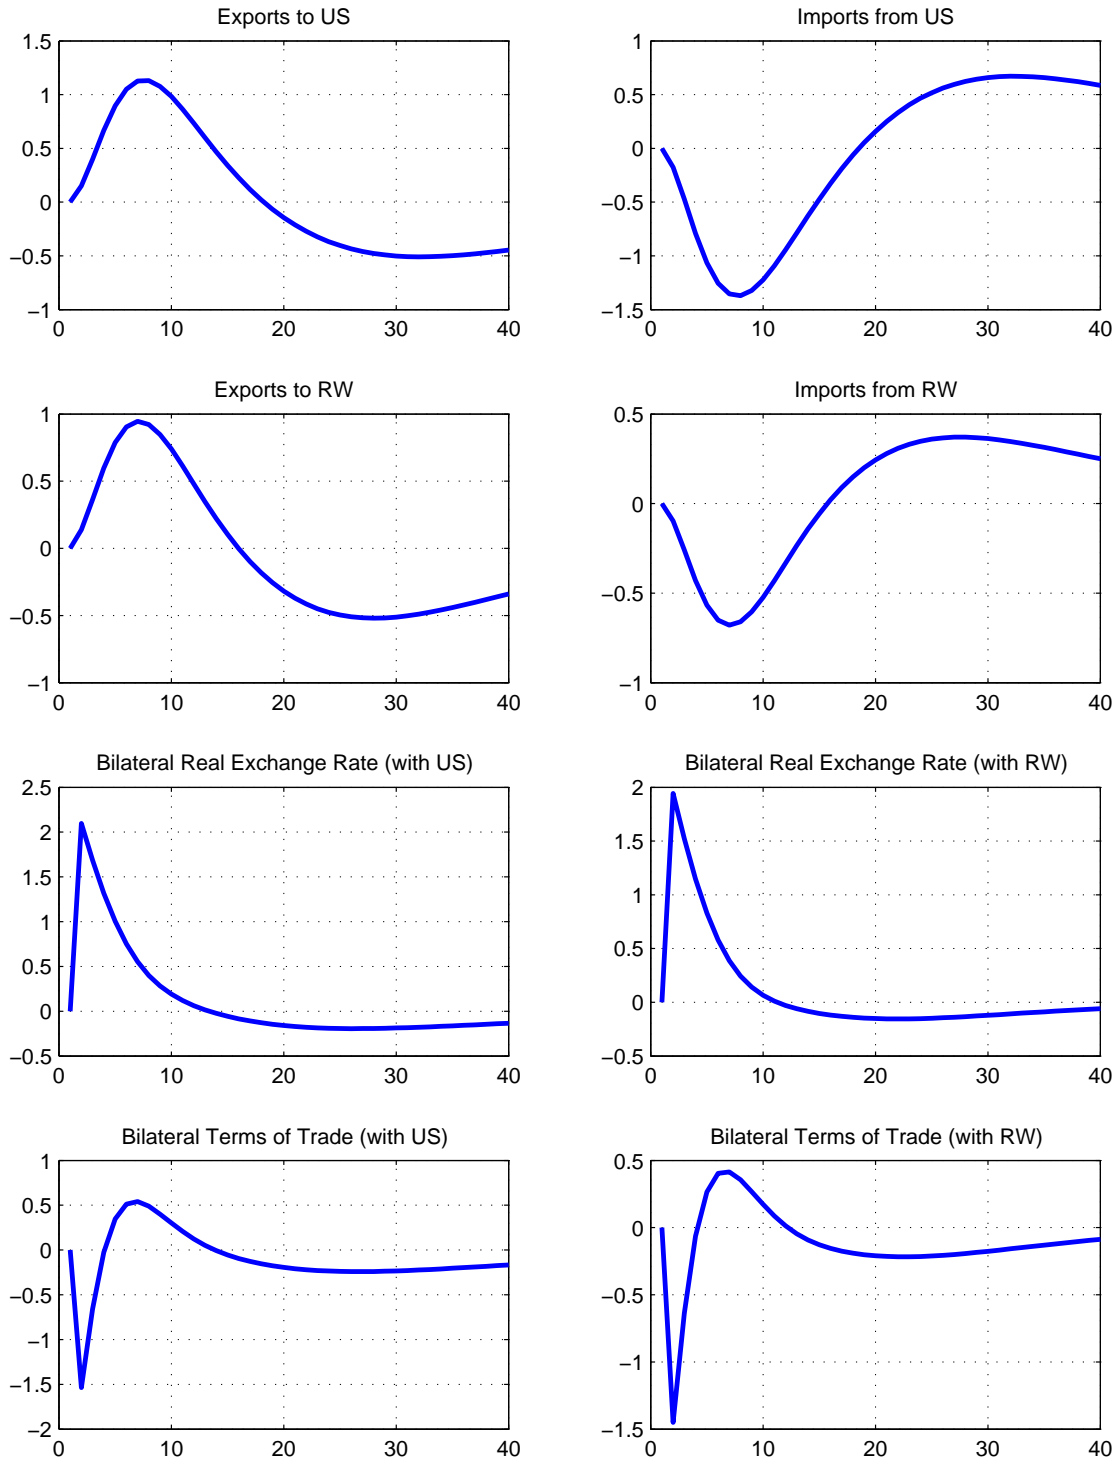 Exports to US
1.5
1
0.5
0
−0.5
−1
0 10 20 30 40
Imports from US
1
0.5
0
−0.5
−1
−1.5
0 10 20 30 40
Exports to RW
1
0.5
0
−0.5
−1
0 10 20 30 40
Imports from RW
0.5
0
−0.5
−1
0 10 20 30 40
Bilateral Real Exchange Rate (with US)
2.5
2
1.5
1
0.5
0
−0.5
0 10 20 30 40
Bilateral Real Exchange Rate (with RW)
2
1.5
1
0.5
0
−0.5
0 10 20 30 40
Bilateral Terms of Trade (with US)
1
0.5
0
−0.5
−1
−1.5
−2
0 10 20 30 40
Bilateral Terms of Trade (with RW)
0.5
0
−0.5
−1
−1.5
0 10 20 30 40